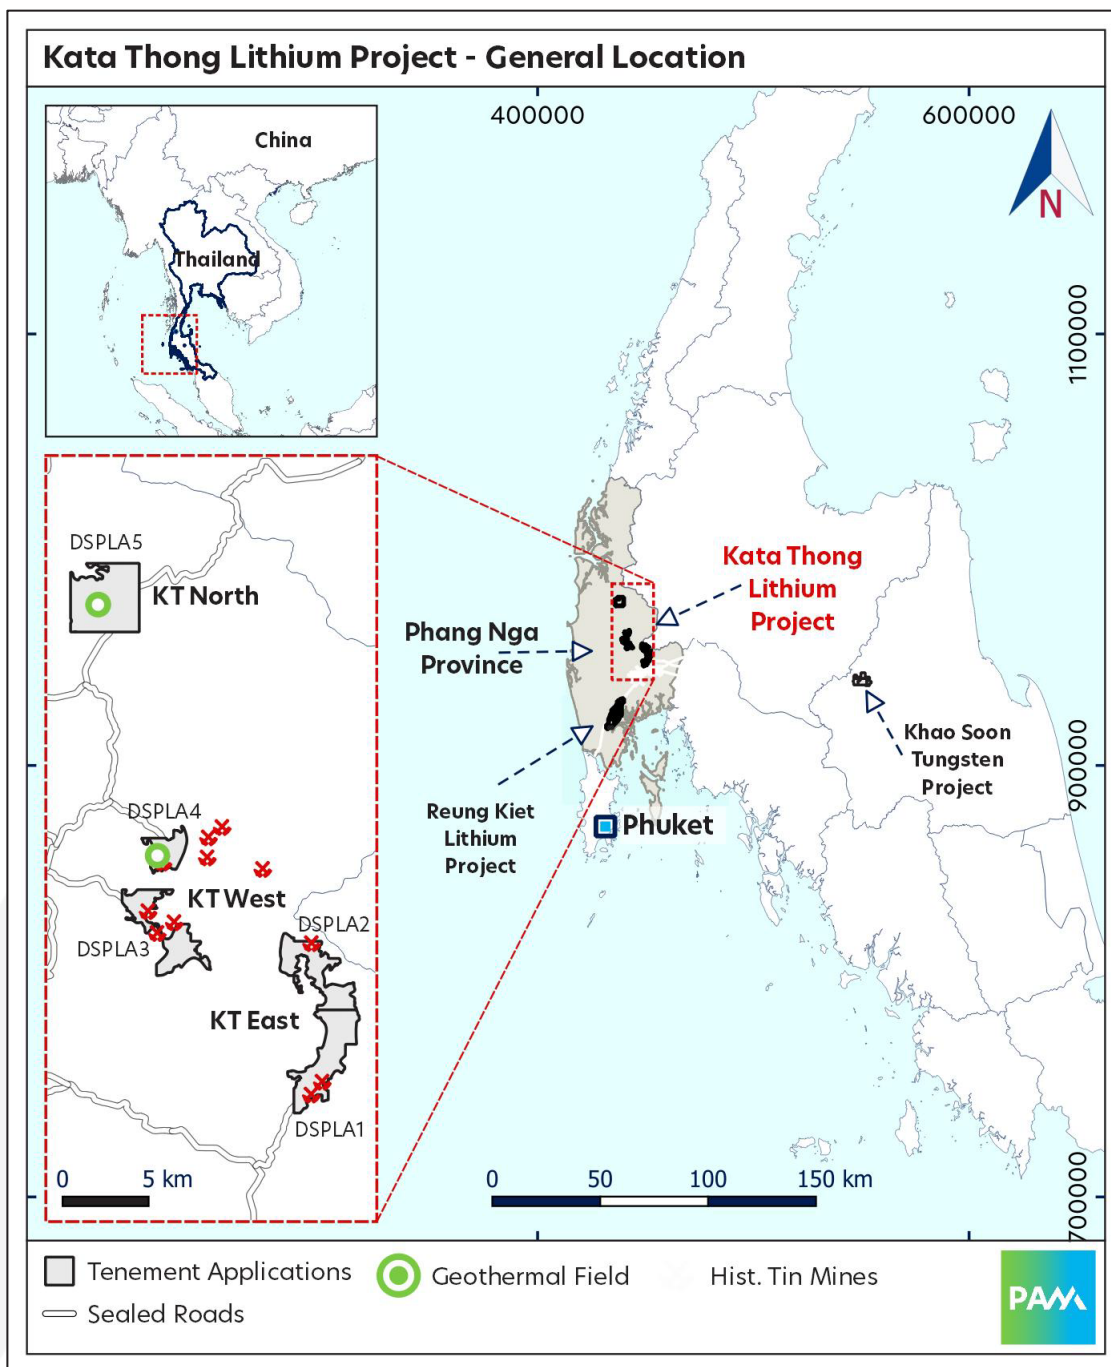 Kata Thong Lithium Project - General Location
400000
600000
China
Thailand
N
1100000
DSPLA5
KT North
Kata Thong
Lithium
Project
Phang Nga
Province
Khao Soon
Tungsten
Project
900000
Reung Kiet
Lithium
Project
Phuket
DSPLA4
KT West
DSPLA3
DSPLA2
KT East
DSPLA1
0 5 km
0 50 100 150 km
700000
Tenement Applications
Geothermal Field
Hist. Tin Mines
Sealed Roads
PAM